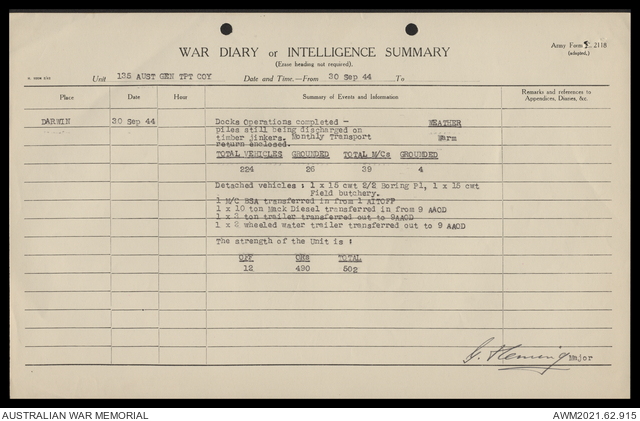 WAR DIARY or INTELLIGENCE SUMMARY
(Erase heading not required).
Army Form C. 2118
(adapted.)
Unit 135 AUST GEN TPT COY Date and Time.—From 30 Sep 44 To
Place Date Hour Summary of Events and Information Remarks and references to Appendices, Diaries, &c.
DARWIN 30 Sep 44 Docks Operations completed - WEATHER
piles still being discharged on
timber jinkers. Monthly Transport Warm
return enclosed.
TOTAL VEHICLES GROUNDED TOTAL M/Cs GROUNDED
224 26 39 4
Detached vehicles : 1 x 15 cwt 2/2 Boring Pl, 1 x 15 cwt
Field butchery.
1 M/C BSA transferred in from 1 AITOFP
1 x 10 ton Mack Diesel transferred in from 9 AAOD
1 x 3 ton trailer transferred out to 9AAOD
1 x 2 wheeled water trailer transferred out to 9 AAOD
The strength of the Unit is :
OFF ORs TOTAL
12 490 502
G. Fleming Major
AUSTRALIAN WAR MEMORIAL AWM2021.62.915